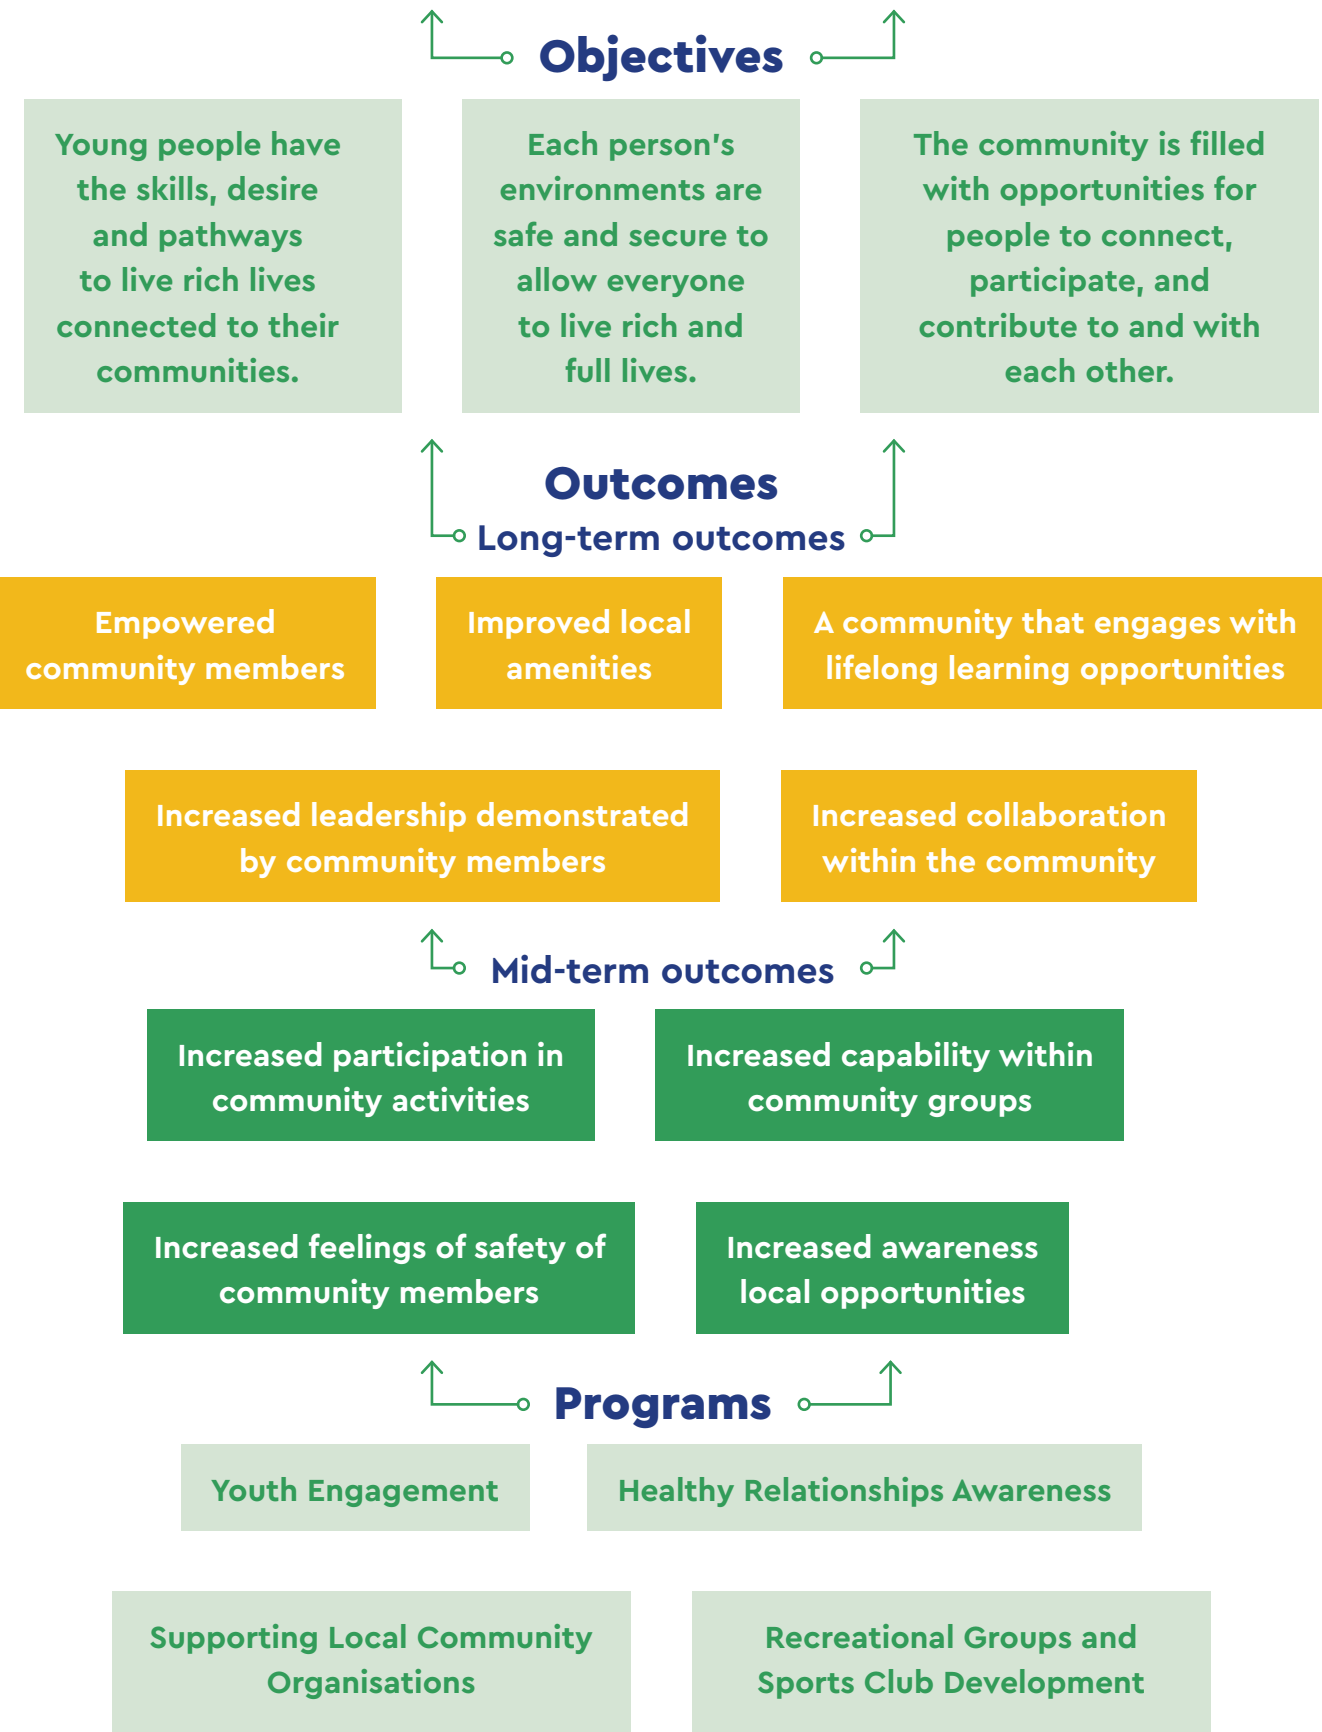 Objectives
Young people have
the skills, desire
and pathways
to live rich lives
connected to their
communities.
Each person's
environments are
safe and secure to
allow everyone
to live rich and
full lives.
The community is filled
with opportunities for
people to connect,
participate, and
contribute to and with
each other.
Outcomes
Long-term outcomes
Empowered
community members
Improved local
amenities
A community that engages with
lifelong learning opportunities
Increased leadership demonstrated
by community members
Increased collaboration
within the community
Mid-term outcomes
Increased participation in
community activities
Increased capability within
community groups
Increased feelings of safety of
community members
Increased awareness
local opportunities
Programs
Youth Engagement
Healthy Relationships Awareness
Supporting Local Community
Organisations
Recreational Groups and
Sports Club Development